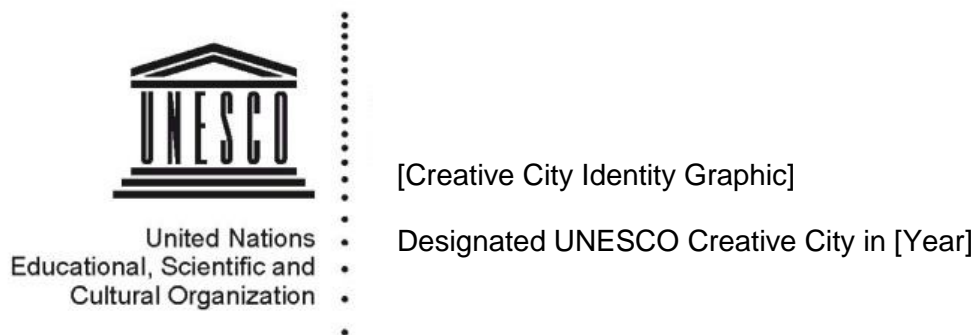 UNESCO
United Nations
Educational, Scientific and
Cultural Organization
[Creative City Identity Graphic]
Designated UNESCO Creative City in [Year]